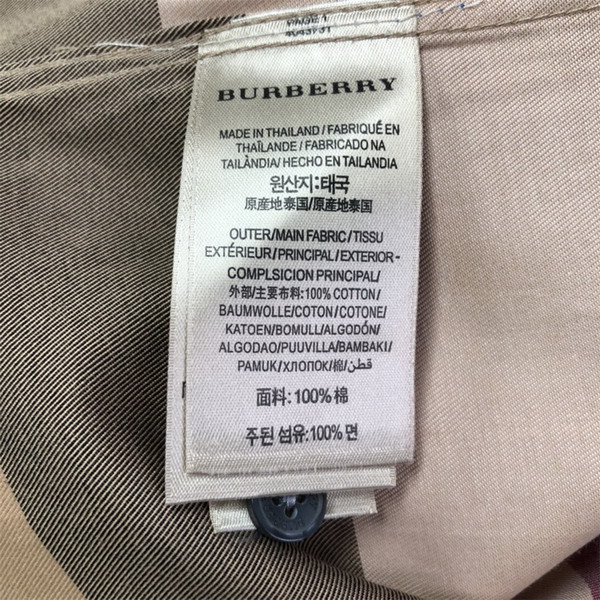 BURBERRY
MADE IN THAILAND/FABRIQUÉ EN
THAÏLANDE/FABRICADO NA
TAILÀNDIA/HECHO EN TAILANDIA
원산지:태국
原産地泰国/原産地泰国
OUTER/MAIN FABRIC/TISSU
EXTÉRIEUR/PRINCIPAL/EXTERIOR-
COMPLSICION PRINCIPAL/
外部/主要布料:100% COTTON/
BAUMWOLLE/COTON/COTONE/
KATOEN/BOMULL/ALGODÓN/
ALGODAO/PUUVILLA/BAMBAKI/
PAMUK/ХЛОПОК/棉/قطن/
面料:100%棉
주된 섬유:100% 면